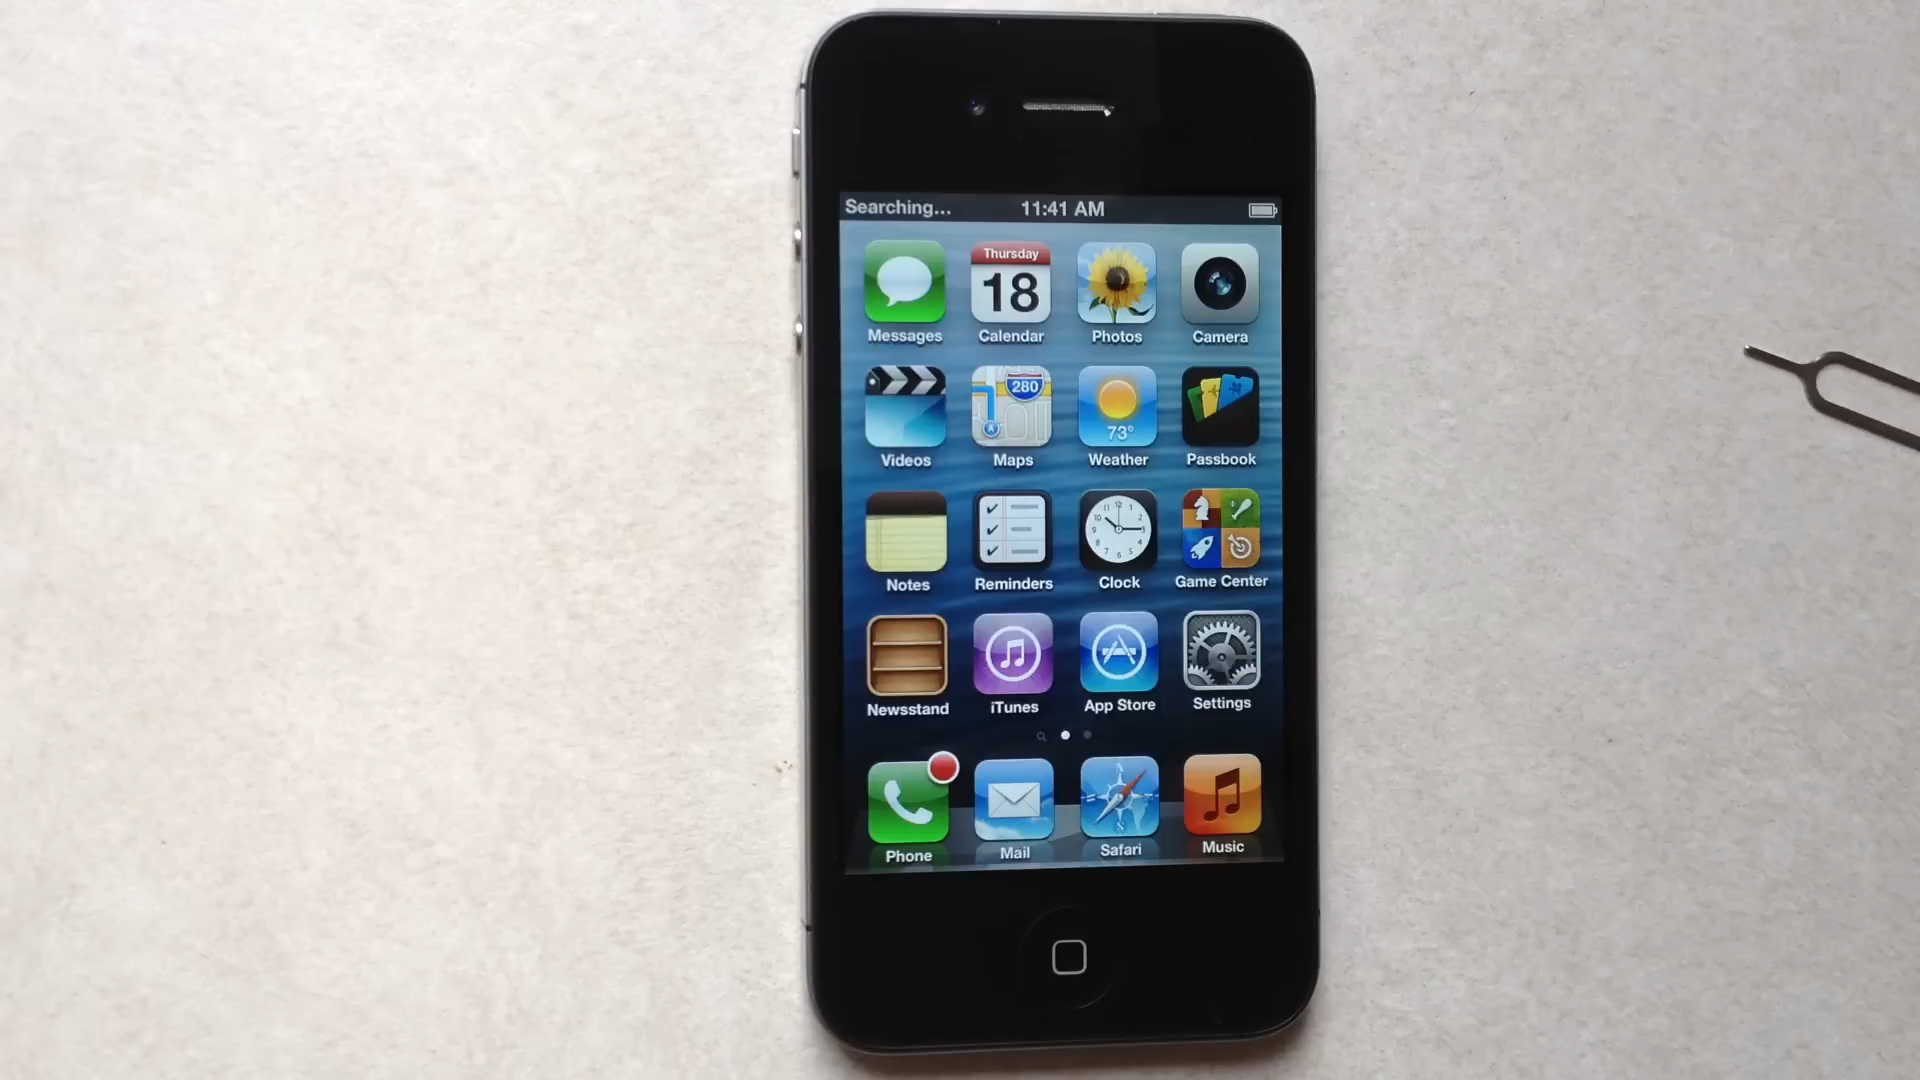 Searching... 11:41 AM
Thursday
18
Messages Calendar Photos Camera
280
73°
Videos Maps Weather Passbook
Notes Reminders Clock Game Center
Newsstand iTunes App Store Settings
Phone Mail Safari Music